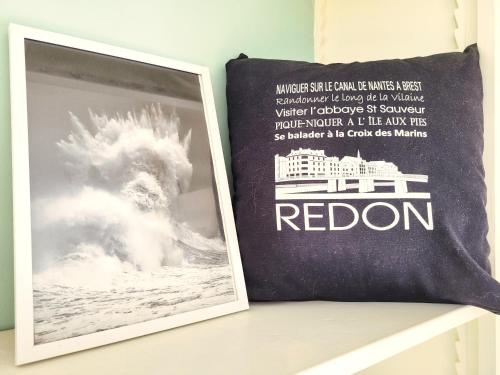 NAVIGUER SUR LE CANAL DE NANTES A BREST
Randonner le long de la Vilaine
Visiter l'abbaye St Sauveur
PIQUE-NIQUER A L' ÎLE AUX PIES
Se balader à la Croix des Marins
REDON